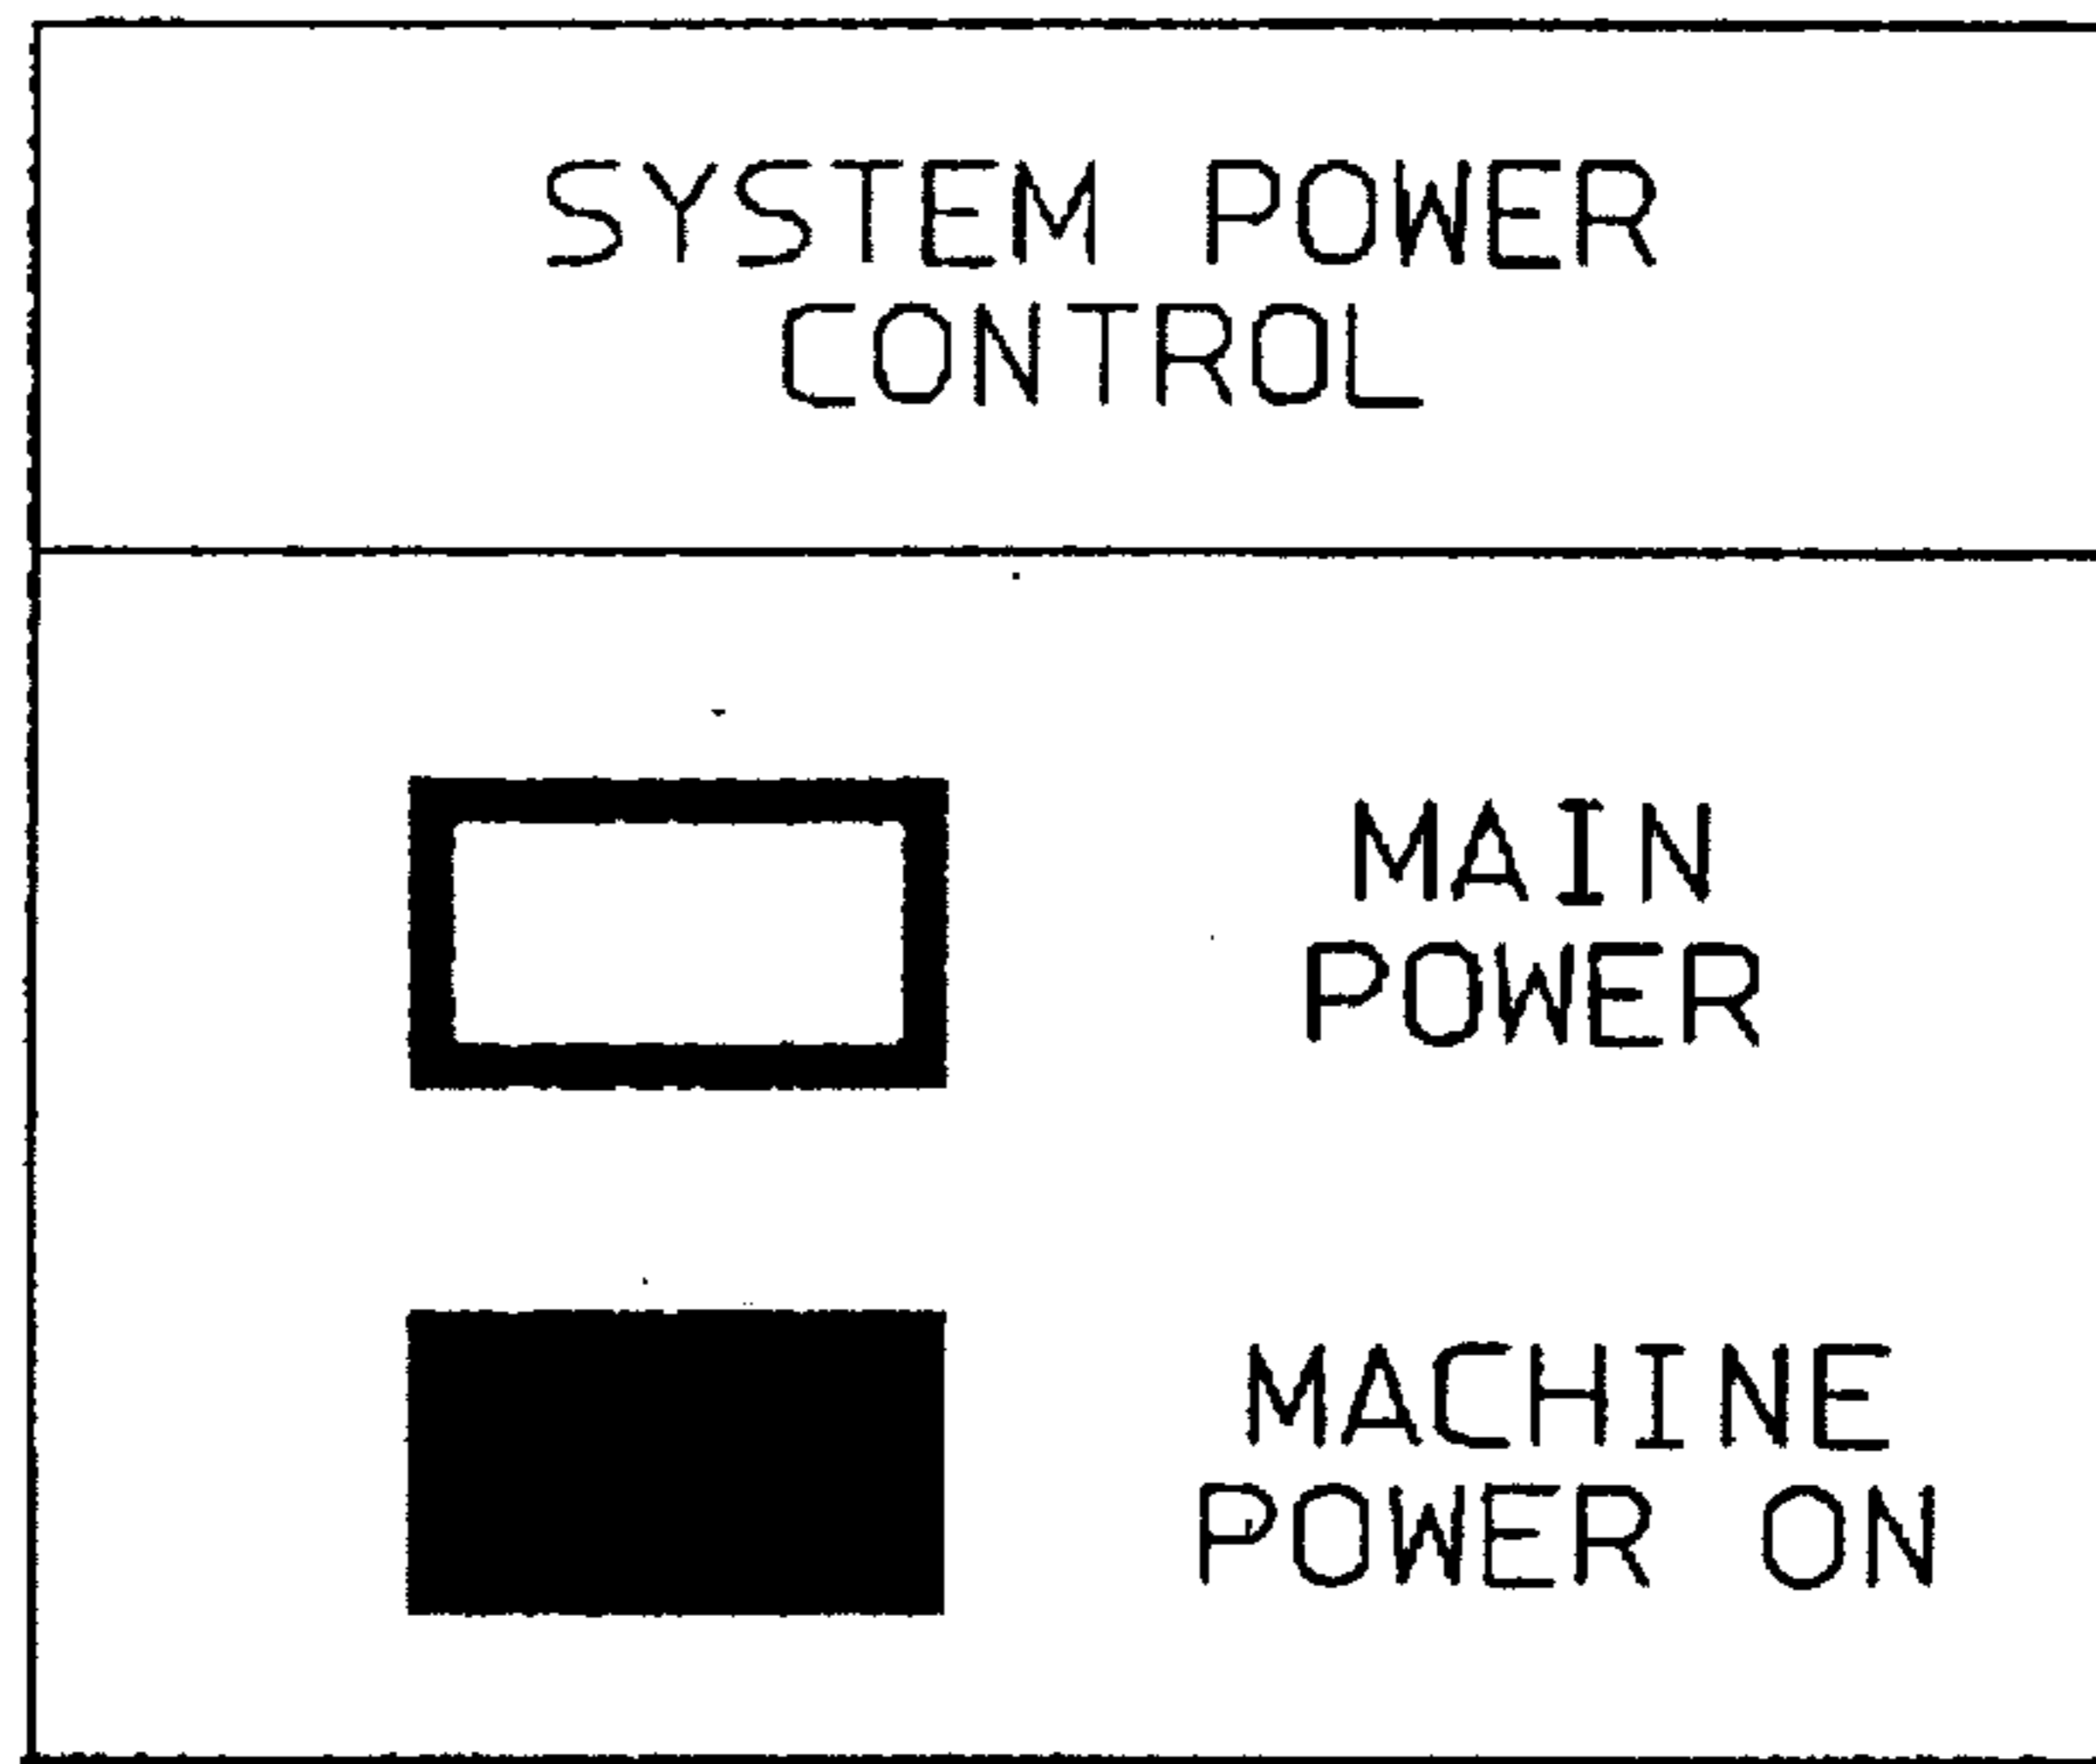 SYSTEM POWER
CONTROL
MAIN
POWER
MACHINE
POWER ON